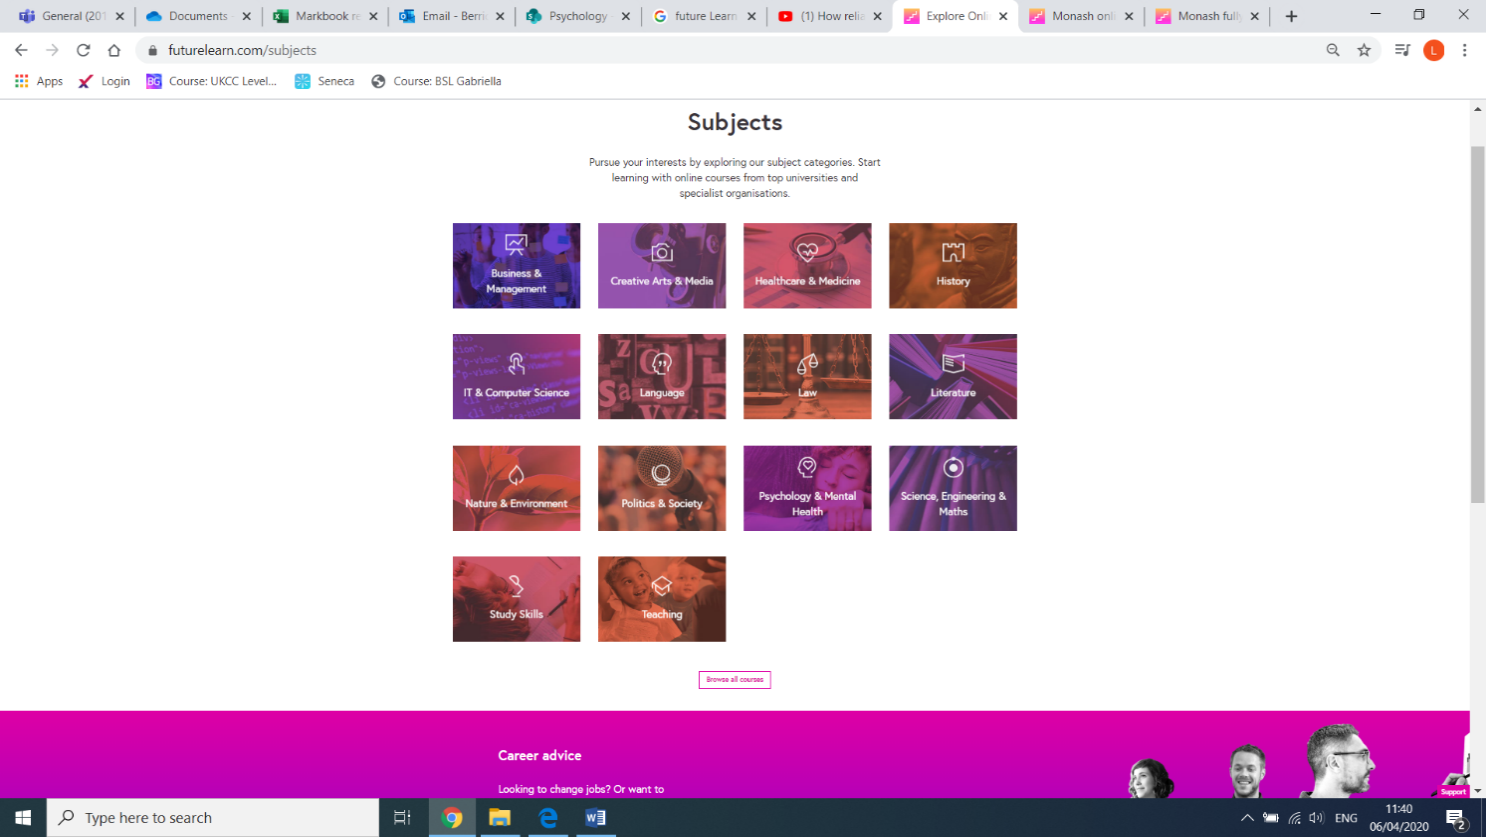 General (201
Documents -
Markbook re
Email - Berri
Psychology -
future Learn
(1) How relia
Explore Onli
Monash onl
Monash full
futurelearn.com/subjects
L
Apps
Login
BG
Course: UKCC Level...
Seneca
Course: BSL Gabriella
Subjects
Pursue your interests by exploring our subject categories. Start
learning with online courses from top universities and
specialist organisations.
Business &
Management
Creative Arts & Media
Healthcare & Medicine
History
IT & Computer Science
Language
Law
Literature
Nature & Environment
Politics & Society
Psychology & Mental
Health
Science, Engineering &
Maths
Study Skills
Teaching
Browse all courses
Career advice
Looking to change jobs? Or want to
Support
Type here to search
ENG
11:40
06/04/2020
2